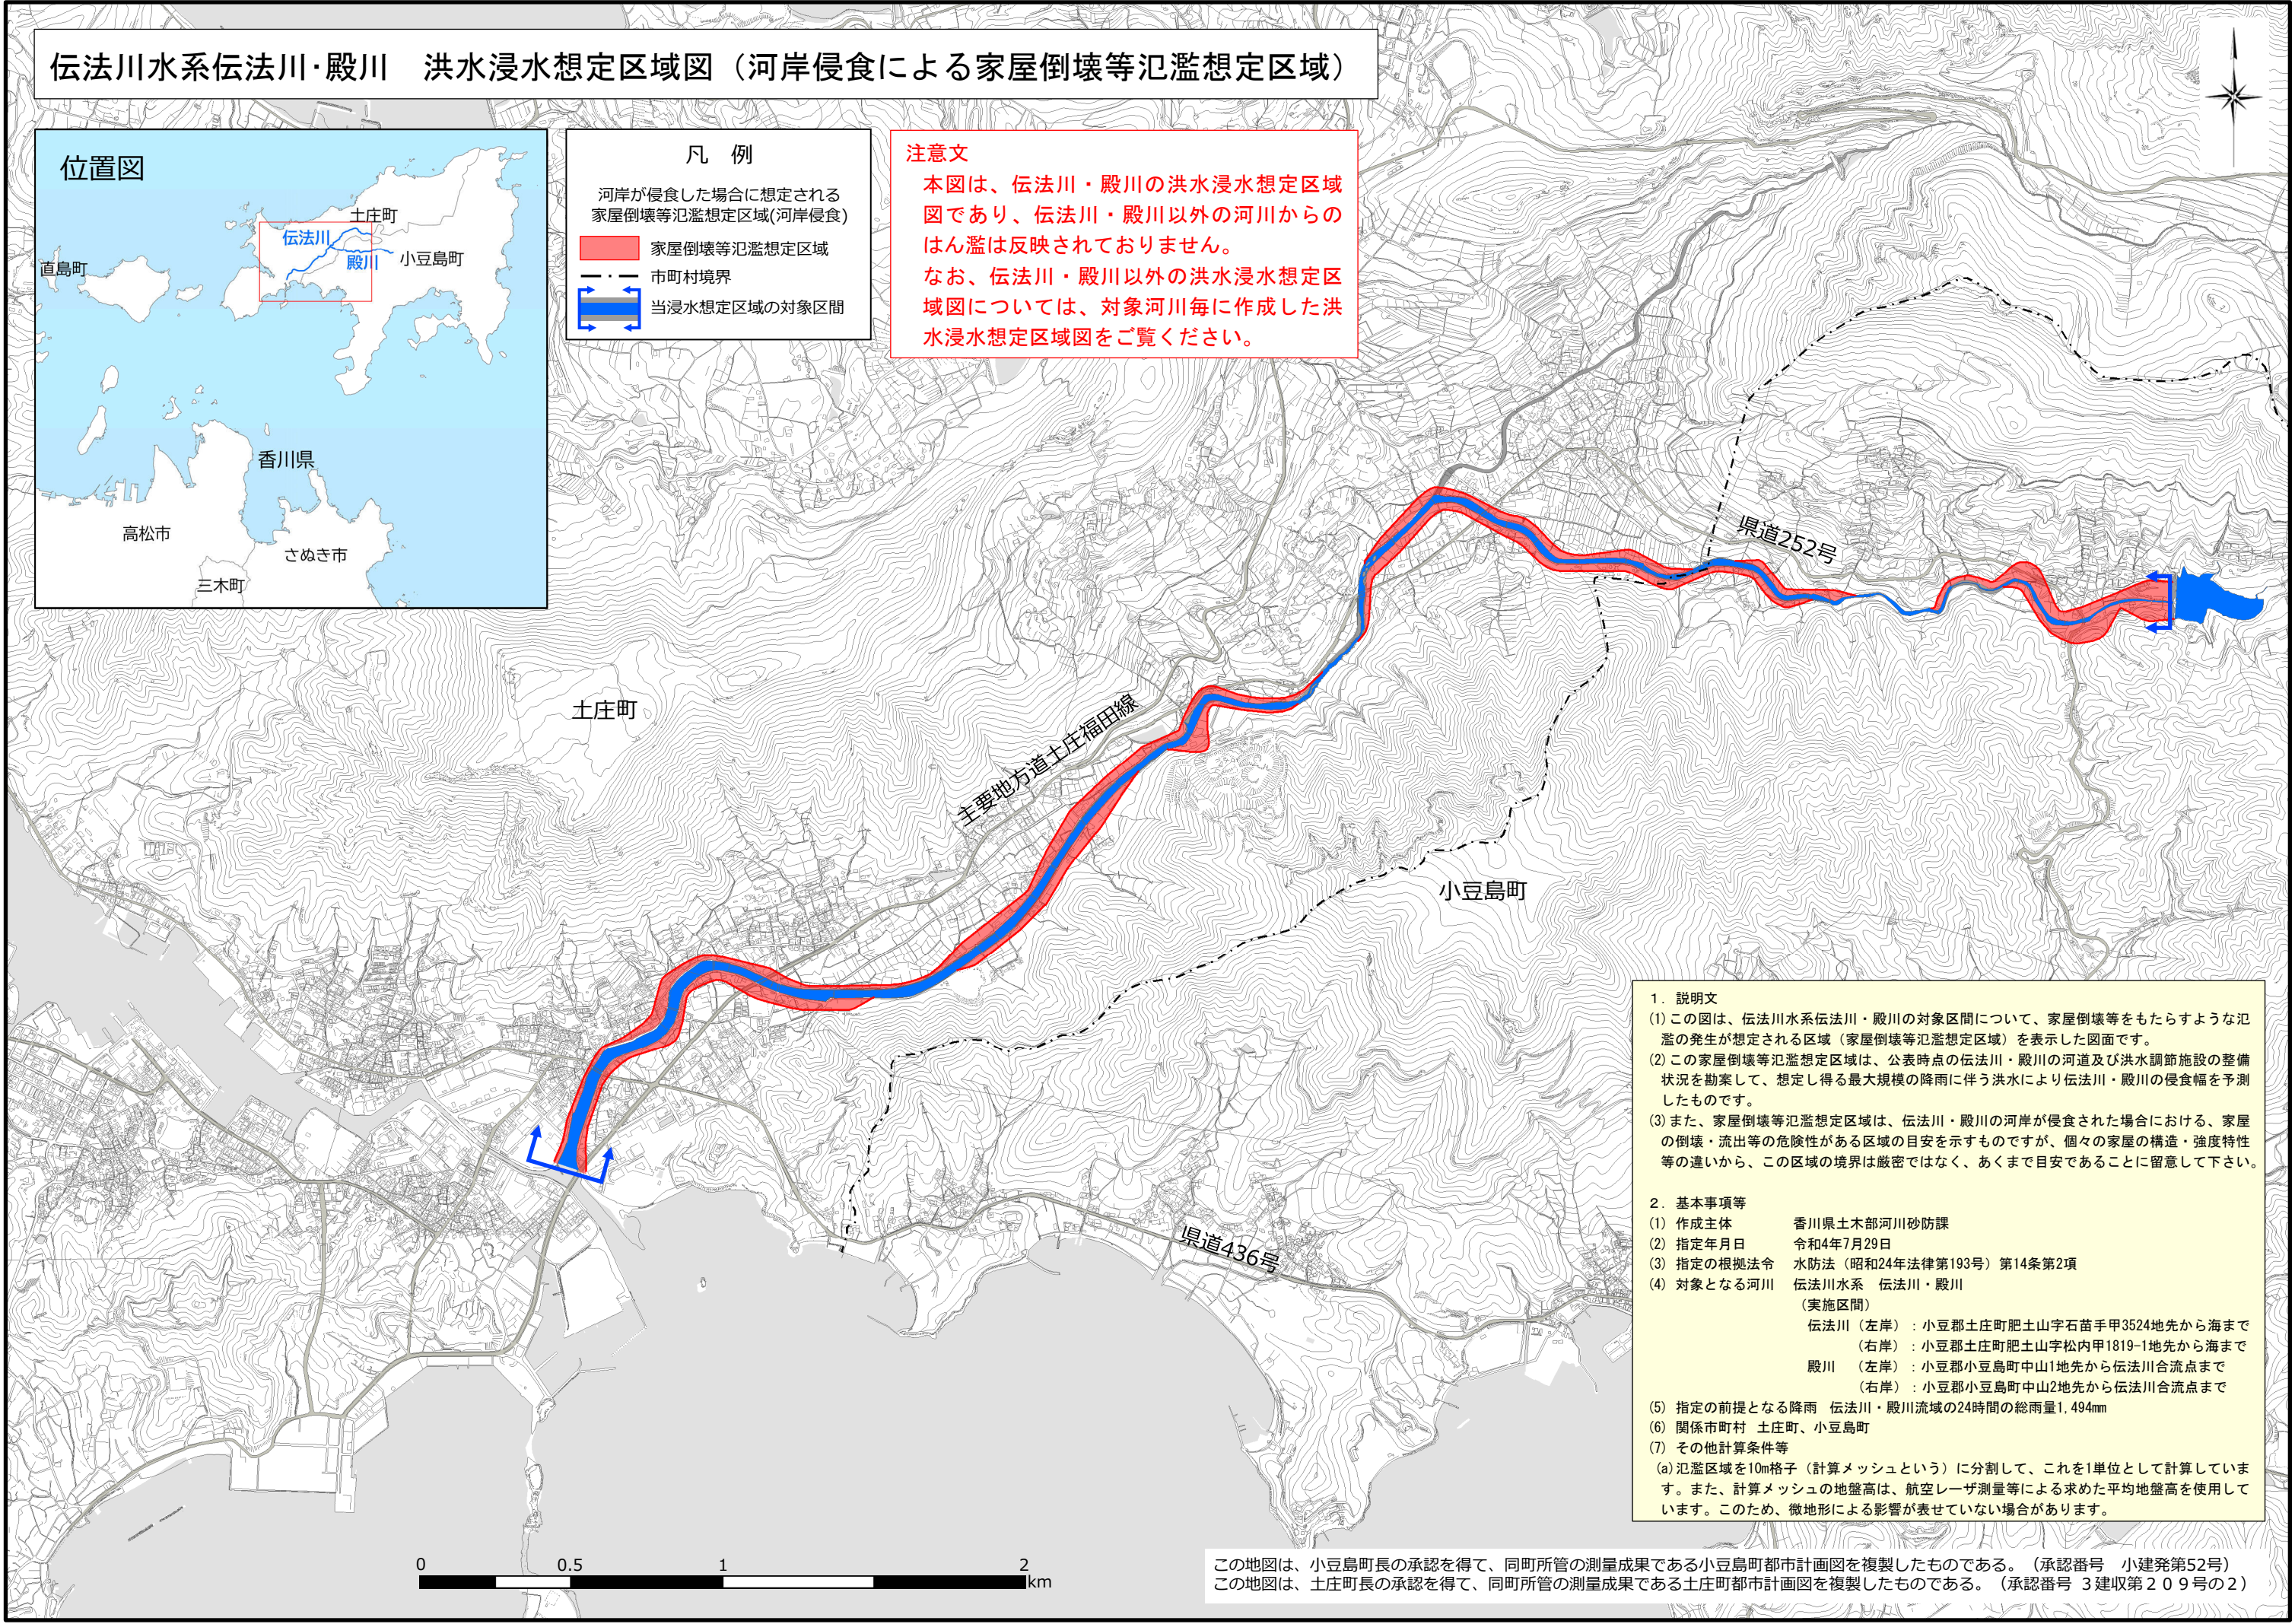 伝法川水系伝法川･殿川　洪水浸水想定区域図（河岸侵食による家屋倒壊等氾濫想定区域）
位置図
土庄町
伝法川
殿川
小豆島町
直島町
香川県
高松市
さぬき市
三木町
凡　例
河岸が侵食した場合に想定される
家屋倒壊等氾濫想定区域(河岸侵食)
家屋倒壊等氾濫想定区域
市町村境界
当浸水想定区域の対象区間
注意文
本図は、伝法川・殿川の洪水浸水想定区域
図であり、伝法川・殿川以外の河川からの
はん濫は反映されておりません。
なお、伝法川・殿川以外の洪水浸水想定区
域図については、対象河川毎に作成した洪
水浸水想定区域図をご覧ください。
県道252号
土庄町
主要地方道土庄福田線
小豆島町
県道436号
1. 説明文
(1)この図は、伝法川水系伝法川・殿川の対象区間について、家屋倒壊等をもたらすような氾
濫の発生が想定される区域（家屋倒壊等氾濫想定区域）を表示した図面です。
(2)この家屋倒壊等氾濫想定区域は、公表時点の伝法川・殿川の河道及び洪水調節施設の整備
状況を勘案して、想定し得る最大規模の降雨に伴う洪水により伝法川・殿川の侵食幅を予測
したものです。
(3)また、家屋倒壊等氾濫想定区域は、伝法川・殿川の河岸が侵食された場合における、家屋
の倒壊・流出等の危険性がある区域の目安を示すものですが、個々の家屋の構造・強度特性
等の違いから、この区域の境界は厳密ではなく、あくまで目安であることに留意して下さい。
2. 基本事項等
(1) 作成主体　香川県土木部河川砂防課
(2) 指定年月日　令和4年7月29日
(3) 指定の根拠法令　水防法（昭和24年法律第193号）第14条第2項
(4) 対象となる河川　伝法川水系　伝法川・殿川
（実施区間）
伝法川（左岸）：小豆郡土庄町肥土山字石苗手甲3524地先から海まで
（右岸）：小豆郡土庄町肥土山字松内甲1819-1地先から海まで
殿川　（左岸）：小豆郡小豆島町中山1地先から伝法川合流点まで
（右岸）：小豆郡小豆島町中山2地先から伝法川合流点まで
(5) 指定の前提となる降雨　伝法川・殿川流域の24時間の総雨量1,494mm
(6) 関係市町村　土庄町、小豆島町
(7) その他計算条件等
(a)氾濫区域を10m格子（計算メッシュという）に分割して、これを1単位として計算していま
す。また、計算メッシュの地盤高は、航空レーザ測量等による求めた平均地盤高を使用して
います。このため、微地形による影響が表せていない場合があります。
0 0.5 1 2
km
この地図は、小豆島町長の承認を得て、同町所管の測量成果である小豆島町都市計画図を複製したものである。（承認番号　小建発第52号）
この地図は、土庄町長の承認を得て、同町所管の測量成果である土庄町都市計画図を複製したものである。（承認番号 ３建収第２０９号の２）